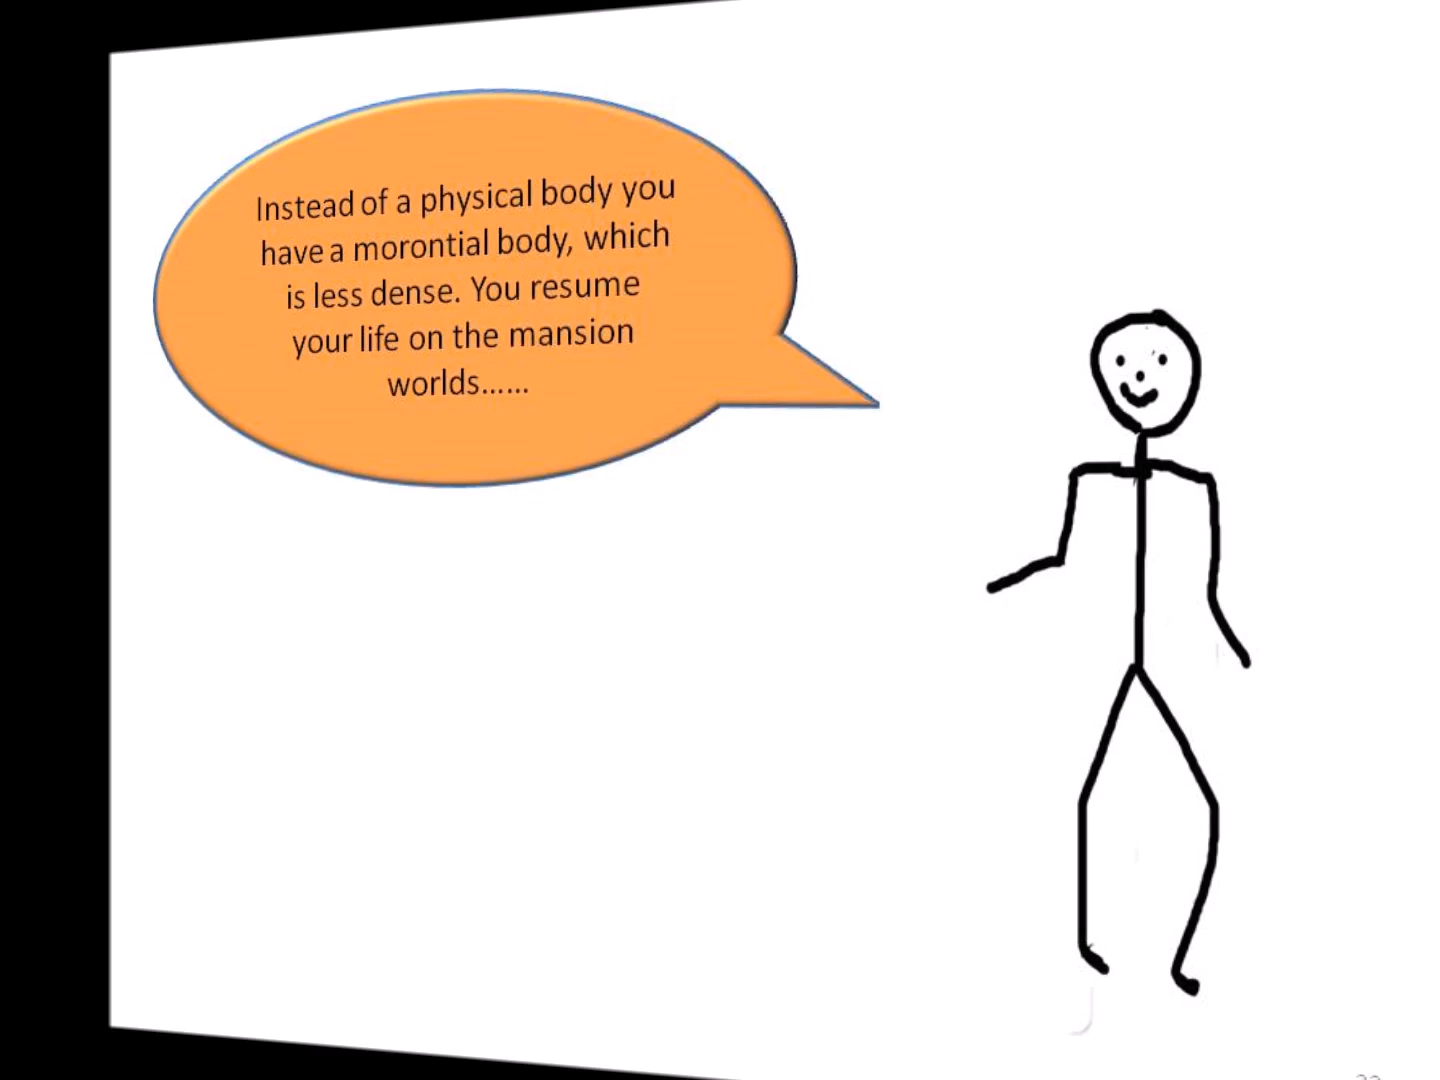 Instead of a physical body you
have a morontial body, which
is less dense. You resume
your life on the mansion
worlds......